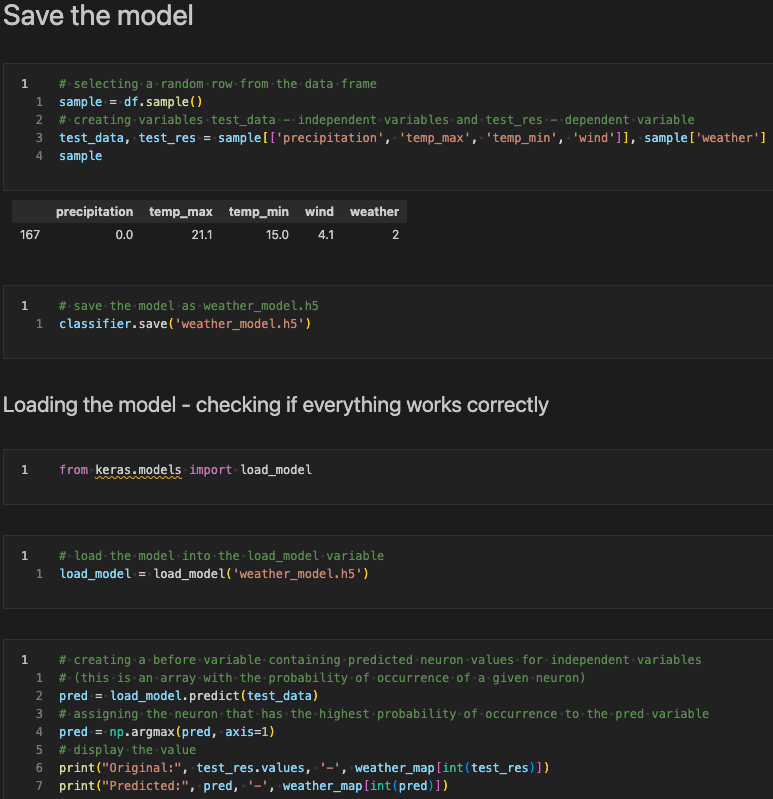 Save the model
1 # selecting a random row from the data frame
1 sample = df.sample()
2 # creating variables test_data - independent variables and test_res - dependent variable
3 test_data, test_res = sample[['precipitation', 'temp_max', 'temp_min', 'wind']], sample['weather']
4 sample
precipitation temp_max temp_min wind weather
167 0.0 21.1 15.0 4.1 2
1 # save the model as weather_model.h5
1 classifier.save('weather_model.h5')
Loading the model - checking if everything works correctly
1 from keras.models import load_model
1 # load the model into the load_model variable
1 load_model = load_model('weather_model.h5')
1 # creating a before variable containing predicted neuron values for independent variables
1 # (this is an array with the probability of occurrence of a given neuron)
2 pred = load_model.predict(test_data)
3 # assigning the neuron that has the highest probability of occurrence to the pred variable
4 pred = np.argmax(pred, axis=1)
5 # display the value
6 print("Original:", test_res.values, '-', weather_map[int(test_res)])
7 print("Predicted:", pred, '-', weather_map[int(pred)])